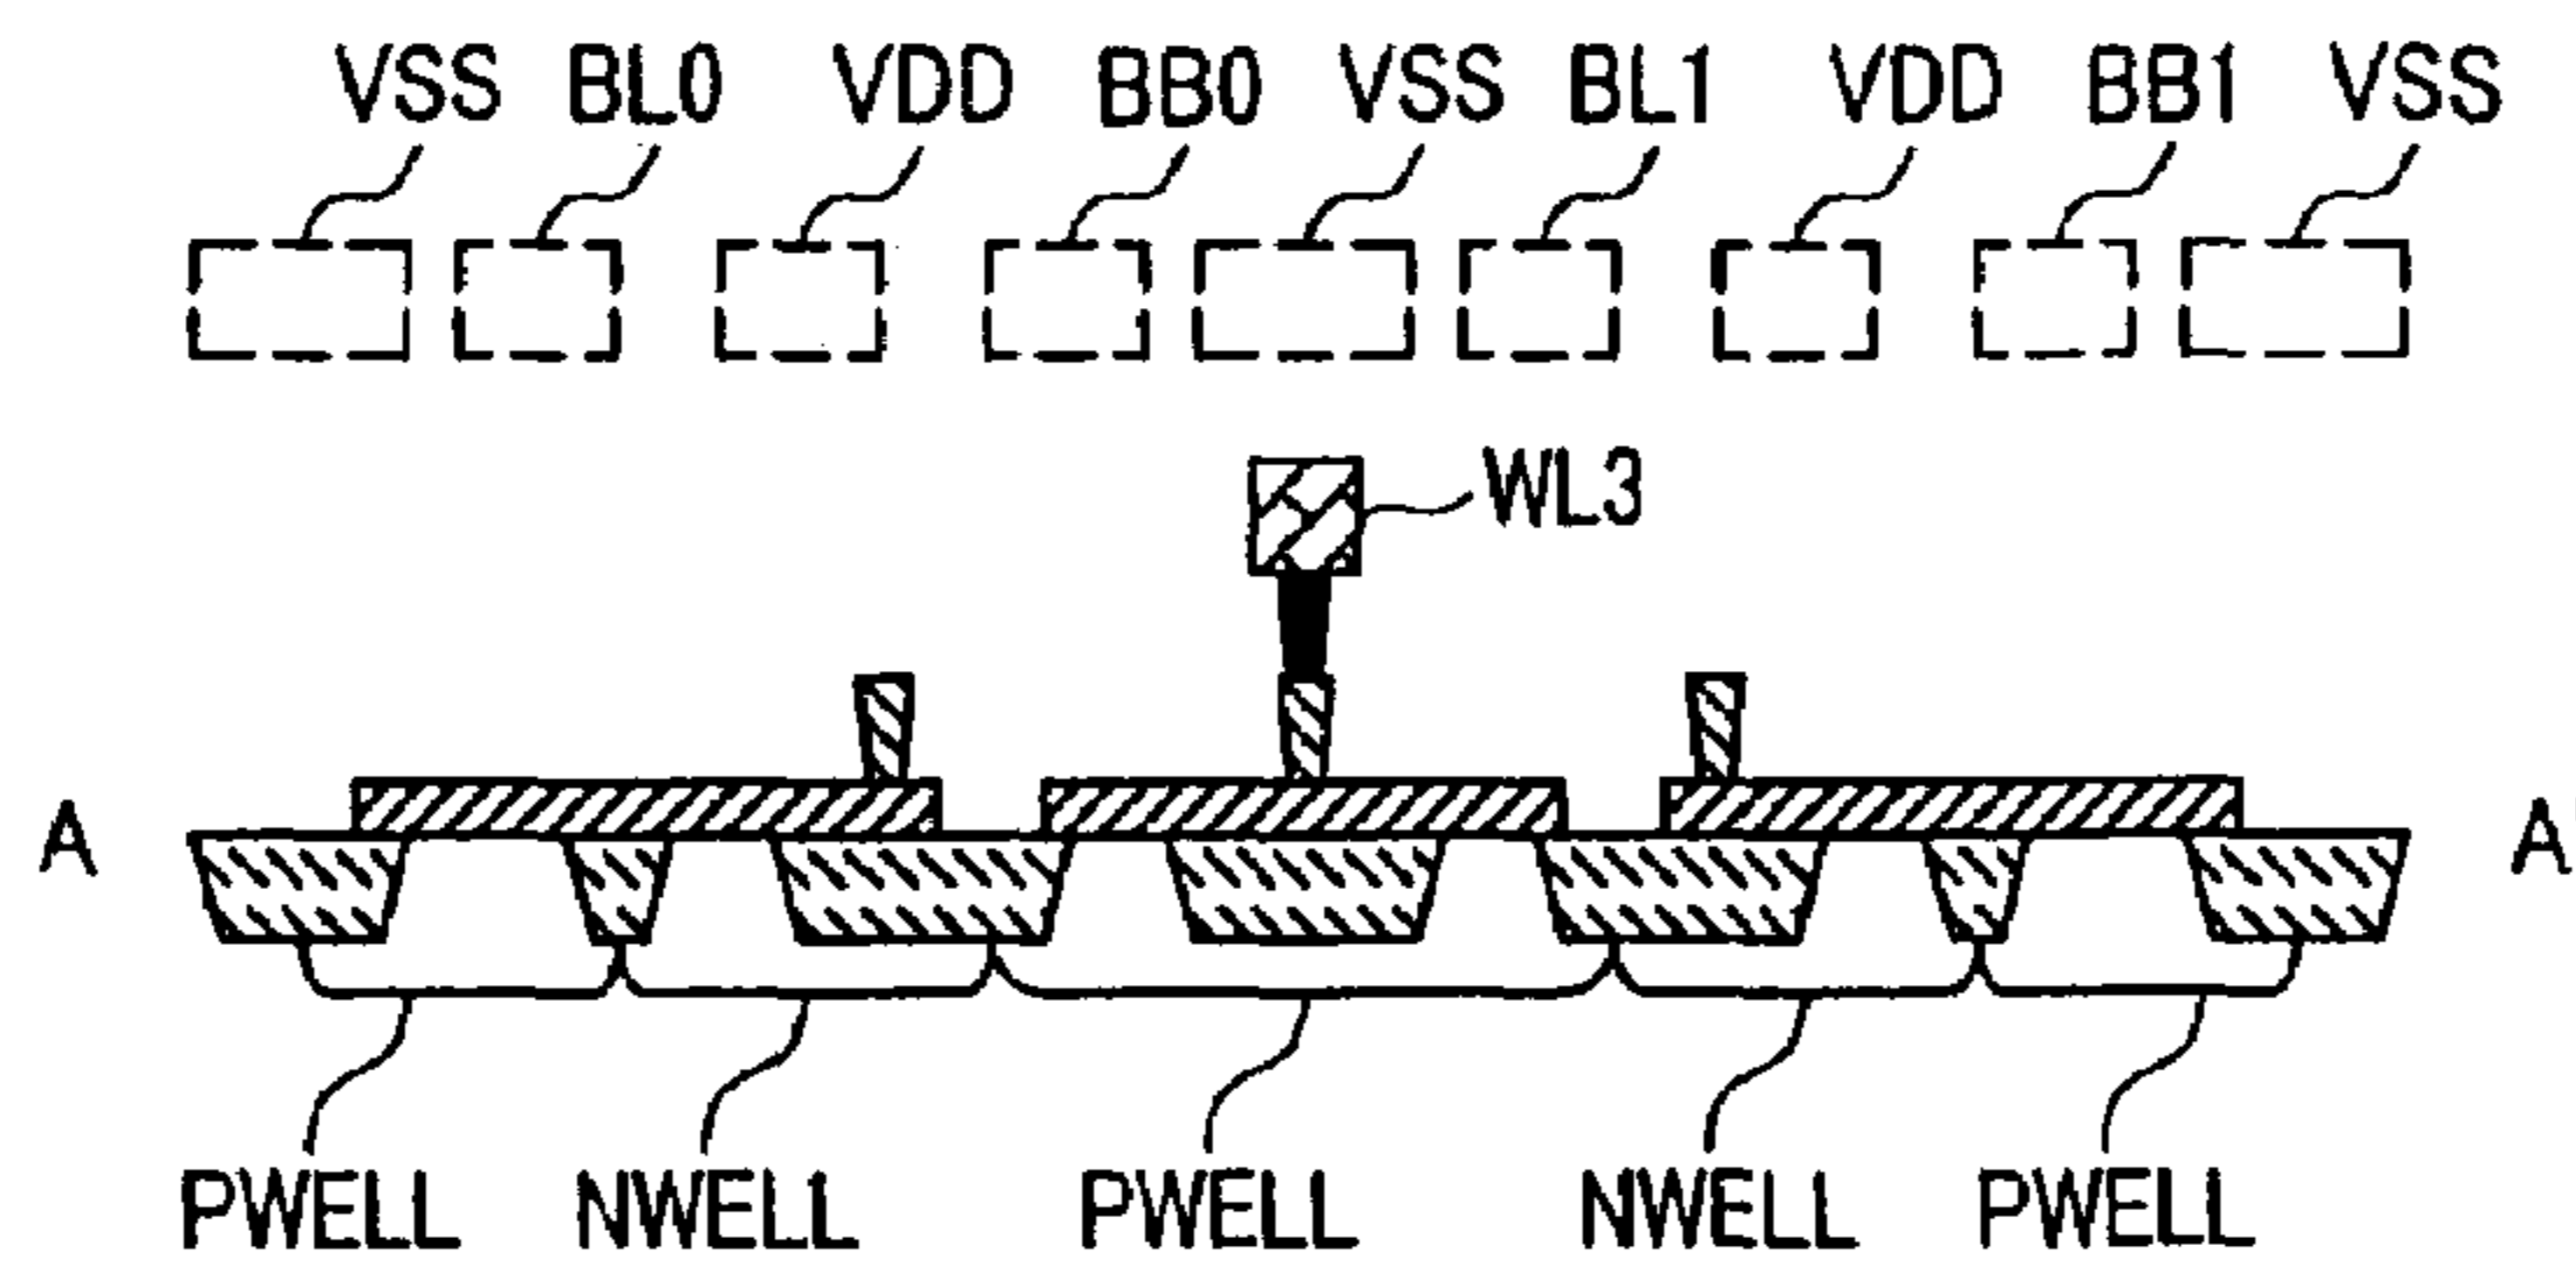 VSS BL0 VDD BB0 VSS BL1 VDD BB1 VSS
WL3
A A'
PWELL NWELL PWELL NWELL PWELL